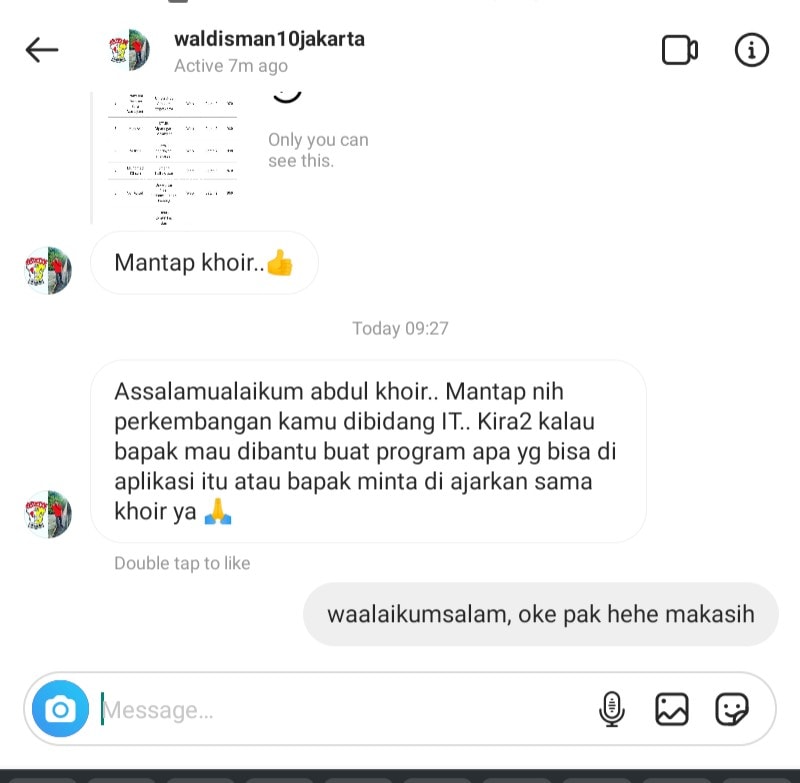 waldisman10jakarta
Active 7m ago
Only you can
see this.
Mantap khoir..👍
Today 09:27
Assalamualaikum abdul khoir.. Mantap nih
perkembangan kamu dibidang IT.. Kira2 kalau
bapak mau dibantu buat program apa yg bisa di
aplikasi itu atau bapak minta di ajarkan sama
khoir ya 🙏
Double tap to like
waalaikumsalam, oke pak hehe makasih
Message...